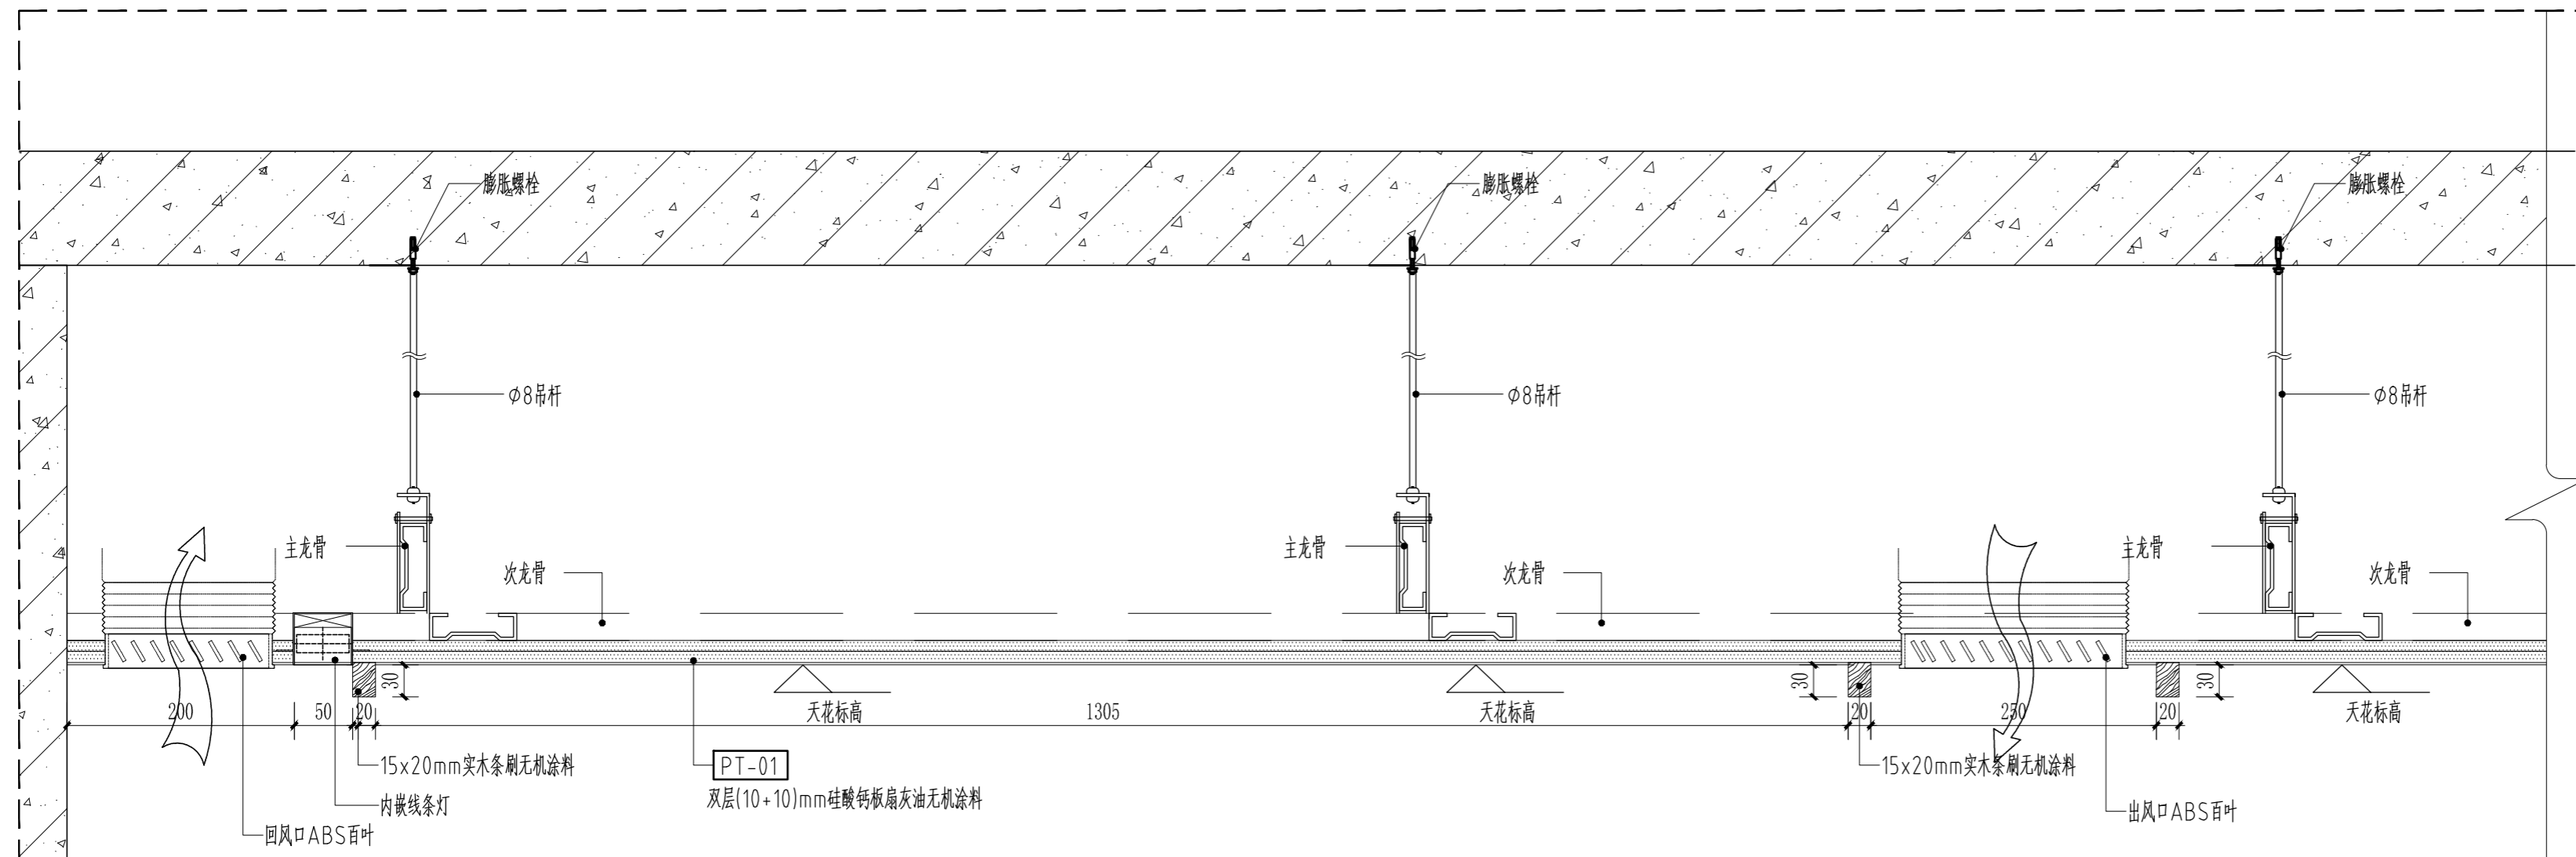 膨胀螺栓 膨胀螺栓 膨胀螺栓
φ8吊杆 φ8吊杆 φ8吊杆
主龙骨 主龙骨 主龙骨
次龙骨 次龙骨 次龙骨
30 30 30
200 50 20 天花标高 1305 天花标高 20 250 20 天花标高
15x20mm实木条刷无机涂料 PT-01 15x20mm实木条刷无机涂料
内嵌线条灯 双层(10+10)mm硅酸钙板扇灰油无机涂料 出风口ABS百叶
回风口ABS百叶